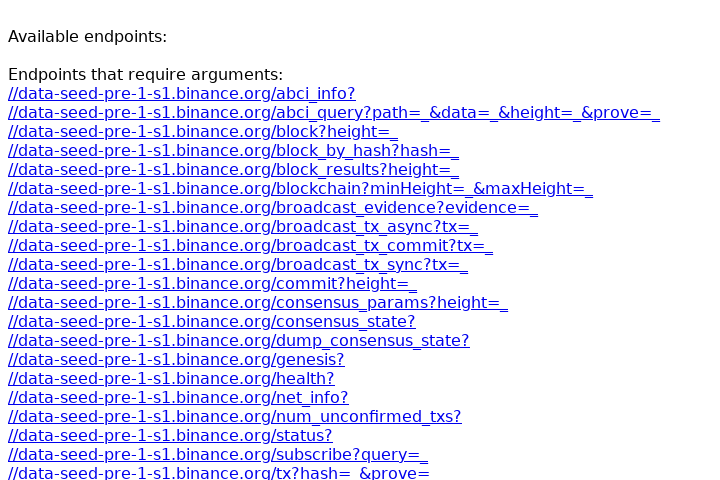 Available endpoints:
Endpoints that require arguments:
//data-seed-pre-1-s1.binance.org/abci_info?
//data-seed-pre-1-s1.binance.org/abci_query?path=_&data=_&height=_&prove=_
//data-seed-pre-1-s1.binance.org/block?height=_
//data-seed-pre-1-s1.binance.org/block_by_hash?hash=_
//data-seed-pre-1-s1.binance.org/block_results?height=_
//data-seed-pre-1-s1.binance.org/blockchain?minHeight=_&maxHeight=_
//data-seed-pre-1-s1.binance.org/broadcast_evidence?evidence=_
//data-seed-pre-1-s1.binance.org/broadcast_tx_async?tx=_
//data-seed-pre-1-s1.binance.org/broadcast_tx_commit?tx=_
//data-seed-pre-1-s1.binance.org/broadcast_tx_sync?tx=_
//data-seed-pre-1-s1.binance.org/commit?height=_
//data-seed-pre-1-s1.binance.org/consensus_params?height=_
//data-seed-pre-1-s1.binance.org/consensus_state?
//data-seed-pre-1-s1.binance.org/dump_consensus_state?
//data-seed-pre-1-s1.binance.org/genesis?
//data-seed-pre-1-s1.binance.org/health?
//data-seed-pre-1-s1.binance.org/net_info?
//data-seed-pre-1-s1.binance.org/num_unconfirmed_txs?
//data-seed-pre-1-s1.binance.org/status?
//data-seed-pre-1-s1.binance.org/subscribe?query=_
//data-seed-pre-1-s1.binance.org/tx?hash=_&prove=_